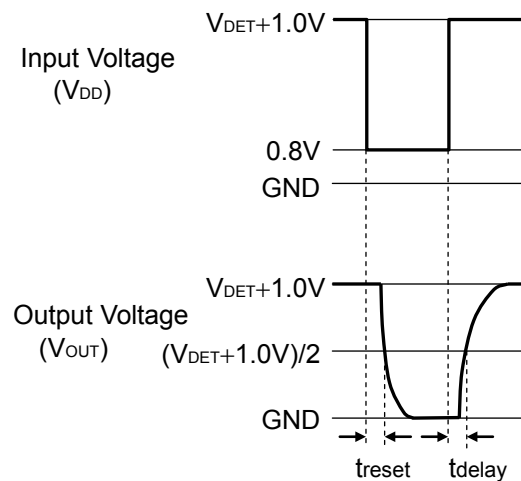 VDET+1.0V
Input Voltage
(VDD)
0.8V
GND
VDET+1.0V
Output Voltage
(VOUT)
(VDET+1.0V)/2
GND
treset
tdelay